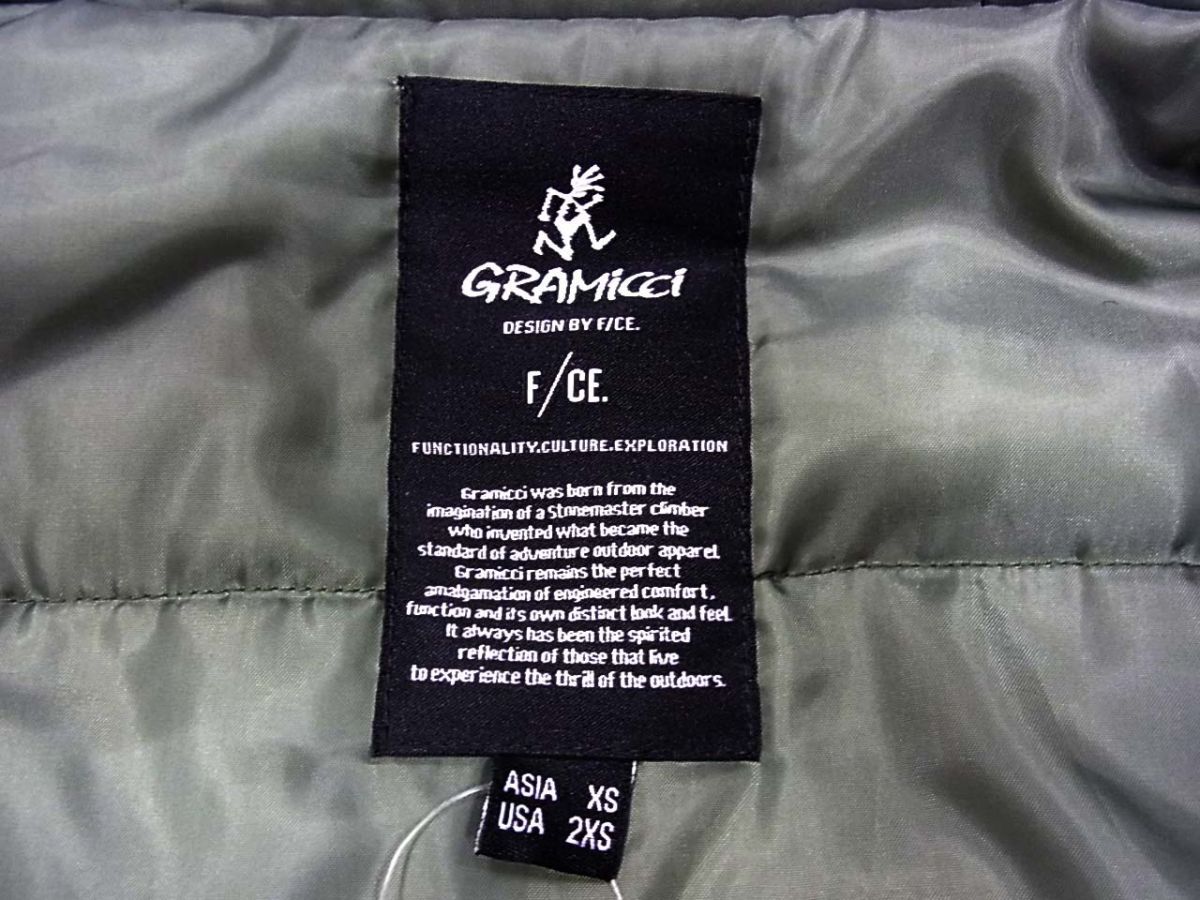 GRAMiCCi
DESIGN BY F/CE.
F/CE.
FUNCTIONALITY.CULTURE.EXPLORATION
Gramicci was born from the
imagination of a Stonemaster climber
who invented what became the
standard of adventure outdoor apparel.
Gramicci remains the perfect
amalgamation of engineered comfort,
function and its own distinct look and feel.
It always has been the spirited
reflection of those that live
to experience the thrill of the outdoors.
ASIA XS
USA 2XS